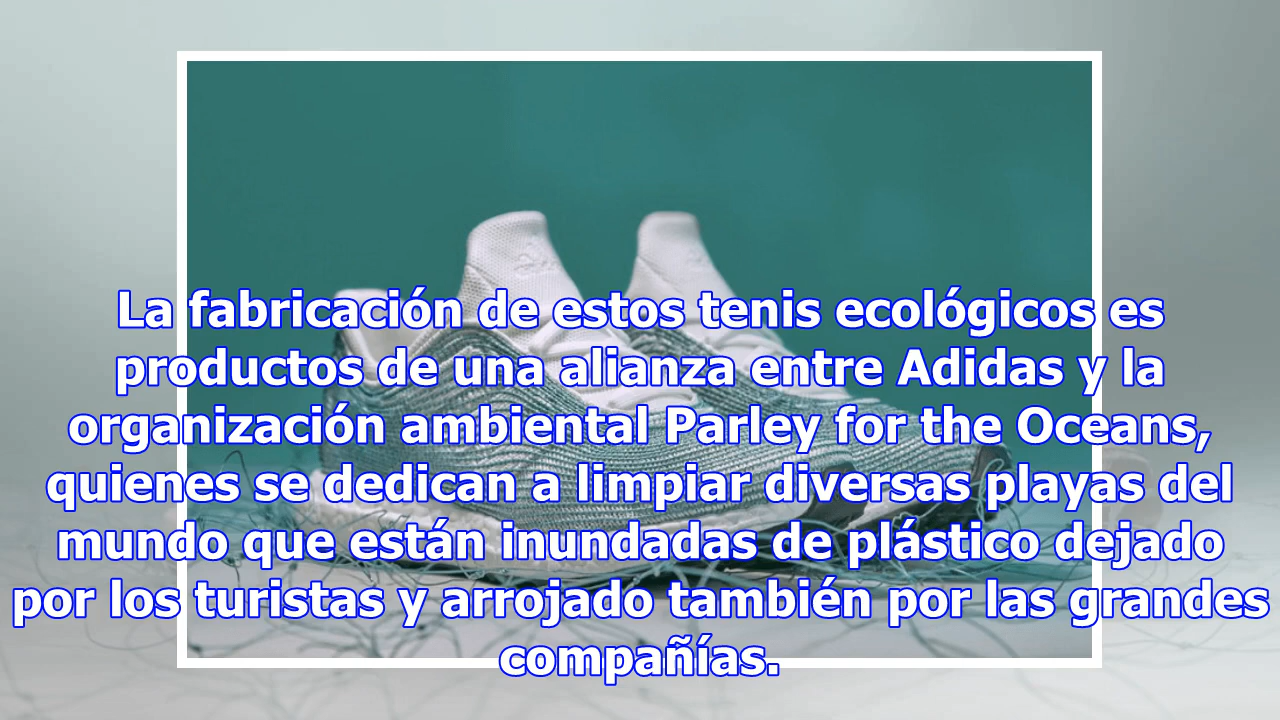 La fabricación de estos tenis ecológicos es
productos de una alianza entre Adidas y la
organización ambiental Parley for the Oceans,
quienes se dedican a limpiar diversas playas del
mundo que están inundadas de plástico dejado
por los turistas y arrojado también por las grandes
compañías.